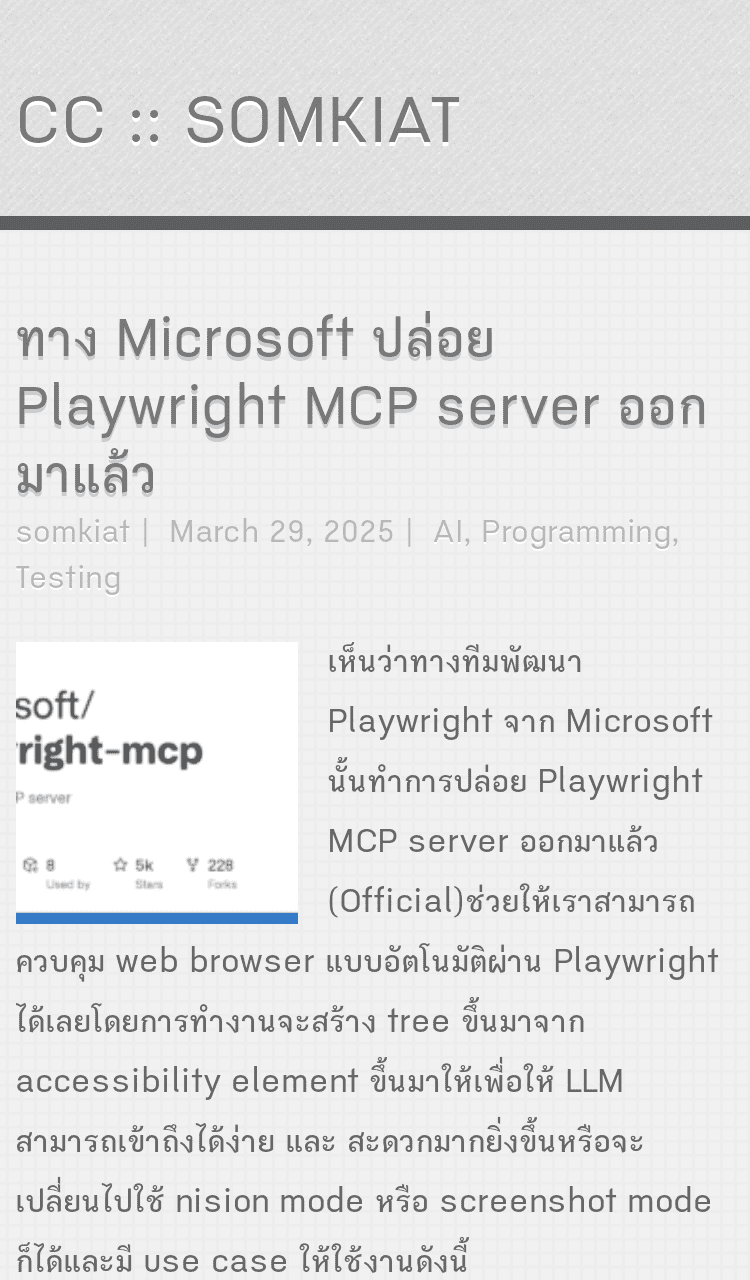 CC :: SOMKIAT
ทาง Microsoft ปล่อย
Playwright MCP server ออก
มาแล้ว
somkiat | March 29, 2025 | AI, Programming,
Testing
soft/
right-mcp
P server
8
Used by
5k
Stars
228
Forks
เห็นว่าทางทีมพัฒนา
Playwright จาก Microsoft
นั้นทำการปล่อย Playwright
MCP server ออกมาแล้ว
(Official)ช่วยให้เราสามารถ
ควบคุม web browser แบบอัตโนมัติผ่าน Playwright
ได้เลยโดยการทำงานจะสร้าง tree ขึ้นมาจาก
accessibility element ขึ้นมาให้เพื่อให้ LLM
สามารถเข้าถึงได้ง่าย และ สะดวกมากยิ่งขึ้นหรือจะ
เปลี่ยนไปใช้ nision mode หรือ screenshot mode
ก็ได้และมี use case ให้ใช้งานดังนี้